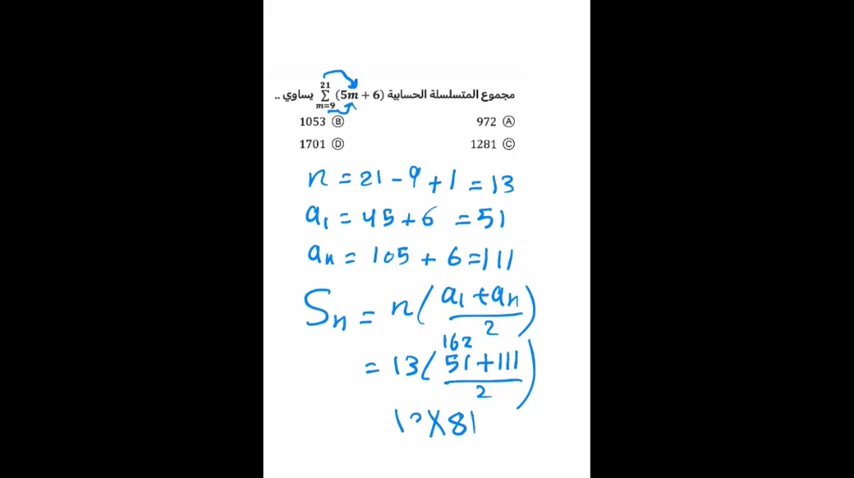 مجموع المتسلسلة الحسابية ∑_{m=9}^{21} (5m + 6) يساوي ..
Ⓐ 972 Ⓑ 1053
Ⓒ 1281 Ⓓ 1701
n = 21 - 9 + 1 = 13
a₁ = 45 + 6 = 51
aₙ = 105 + 6 = 111
Sₙ = n( (a₁ + aₙ) / 2 )
162
= 13( (51 + 111) / 2 )
13 X 81